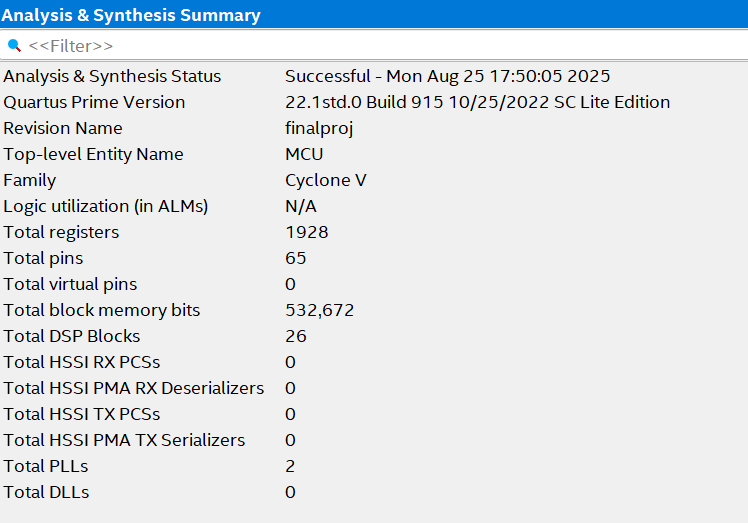 Analysis & Synthesis Summary
<<Filter>>
Analysis & Synthesis Status Successful - Mon Aug 25 17:50:05 2025
Quartus Prime Version 22.1std.0 Build 915 10/25/2022 SC Lite Edition
Revision Name finalproj
Top-level Entity Name MCU
Family Cyclone V
Logic utilization (in ALMs) N/A
Total registers 1928
Total pins 65
Total virtual pins 0
Total block memory bits 532,672
Total DSP Blocks 26
Total HSSI RX PCSs 0
Total HSSI PMA RX Deserializers 0
Total HSSI TX PCSs 0
Total HSSI PMA TX Serializers 0
Total PLLs 2
Total DLLs 0